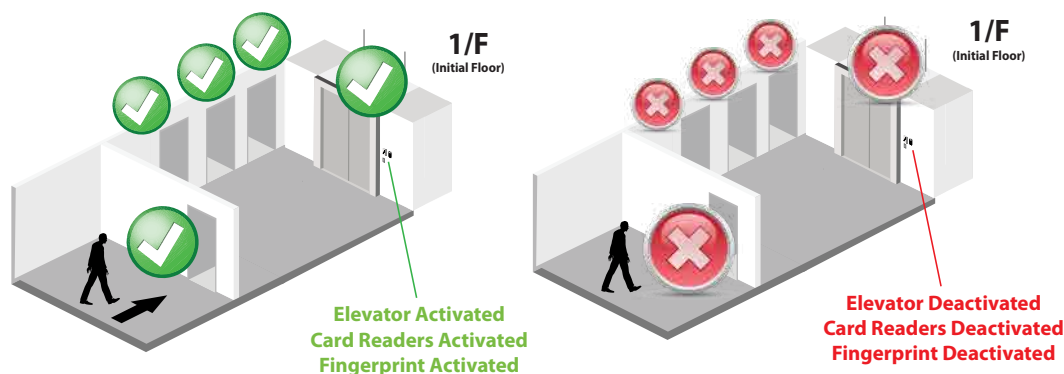 1/F
(Initial Floor)
Elevator Activated
Card Readers Activated
Fingerprint Activated
1/F
(Initial Floor)
Elevator Deactivated
Card Readers Deactivated
Fingerprint Deactivated